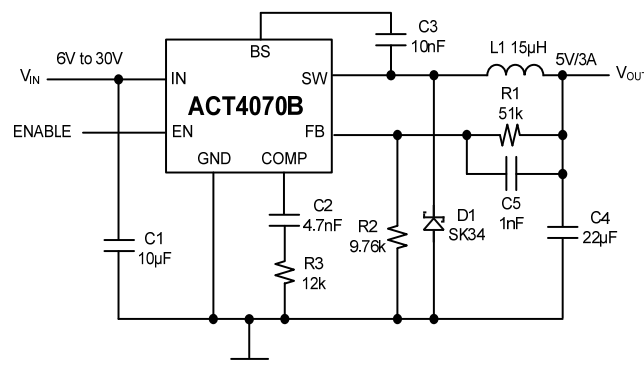 C3
10nF
BS
6V to 30V
L1 15µH
5V/3A
VIN
IN
SW
VOUT
ACT4070B
R1
51k
ENABLE
EN
FB
GND
COMP
C5
1nF
C2
4.7nF
R2
9.76k
D1
SK34
C4
22µF
C1
10µF
R3
12k